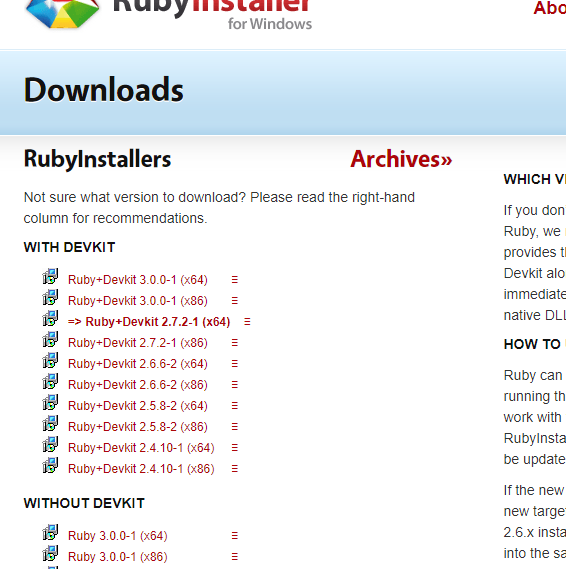 RubyInstaller
for Windows
Abo
Downloads
RubyInstallers
Archives»
Not sure what version to download? Please read the right-hand
column for recommendations.
WITH DEVKIT
Ruby+Devkit 3.0.0-1 (x64)
Ruby+Devkit 3.0.0-1 (x86)
=> Ruby+Devkit 2.7.2-1 (x64)
Ruby+Devkit 2.7.2-1 (x86)
Ruby+Devkit 2.6.6-2 (x64)
Ruby+Devkit 2.6.6-2 (x86)
Ruby+Devkit 2.5.8-2 (x64)
Ruby+Devkit 2.5.8-2 (x86)
Ruby+Devkit 2.4.10-1 (x64)
Ruby+Devkit 2.4.10-1 (x86)
WITHOUT DEVKIT
Ruby 3.0.0-1 (x64)
Ruby 3.0.0-1 (x86)
WHICH V
If you don
Ruby, we
provides t
Devkit alo
immediate
native DLL
HOW TO
Ruby can
running th
work with
RubyInsta
be update
If the new
new targe
2.6.x insta
into the sa